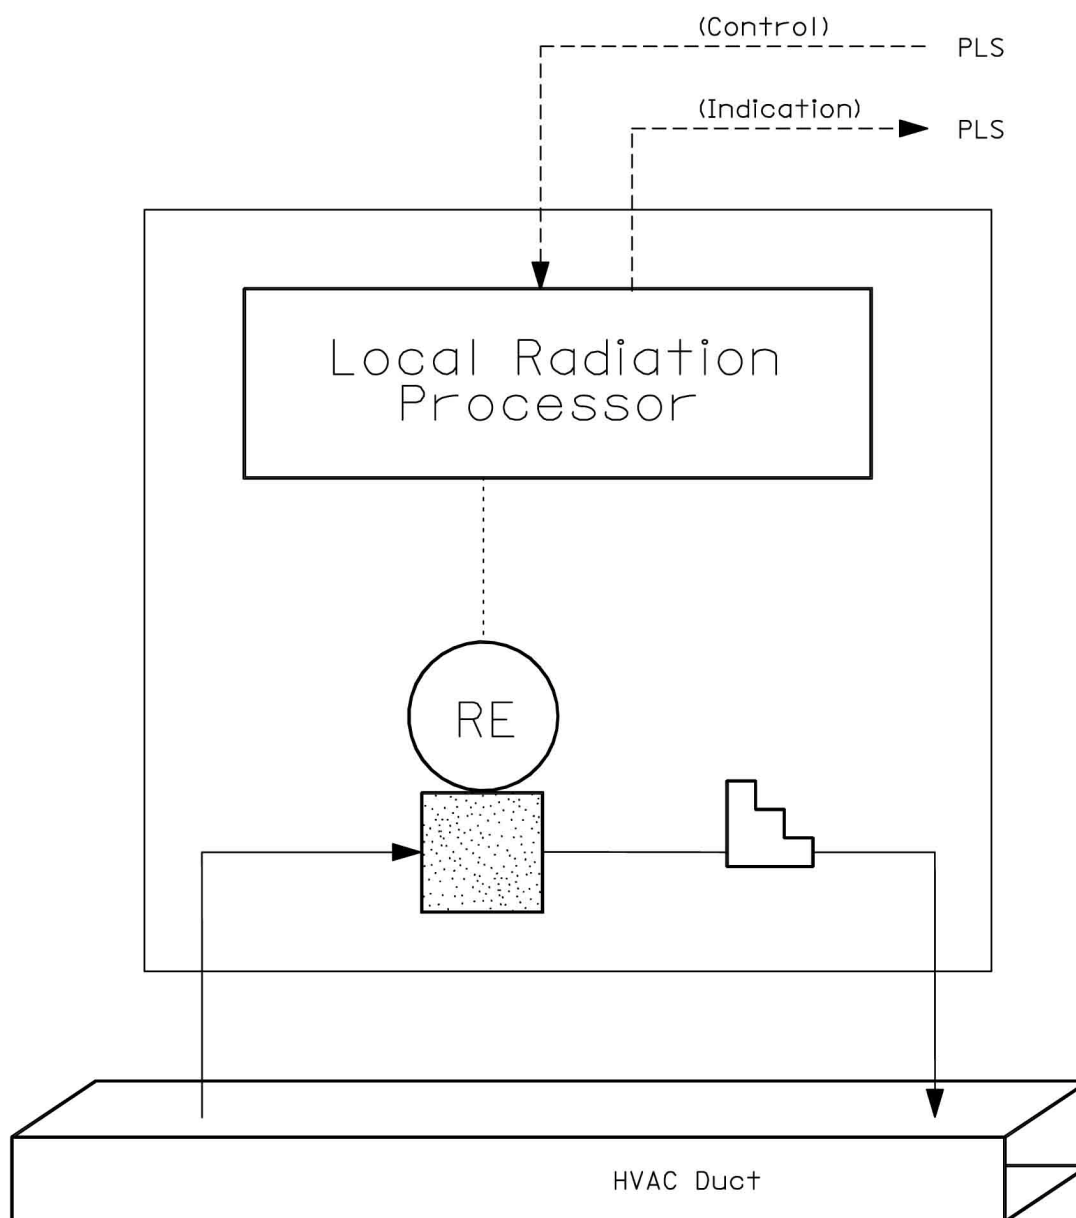 (Control)
PLS
(Indication)
PLS
Local Radiation
Processor
RE
HVAC Duct